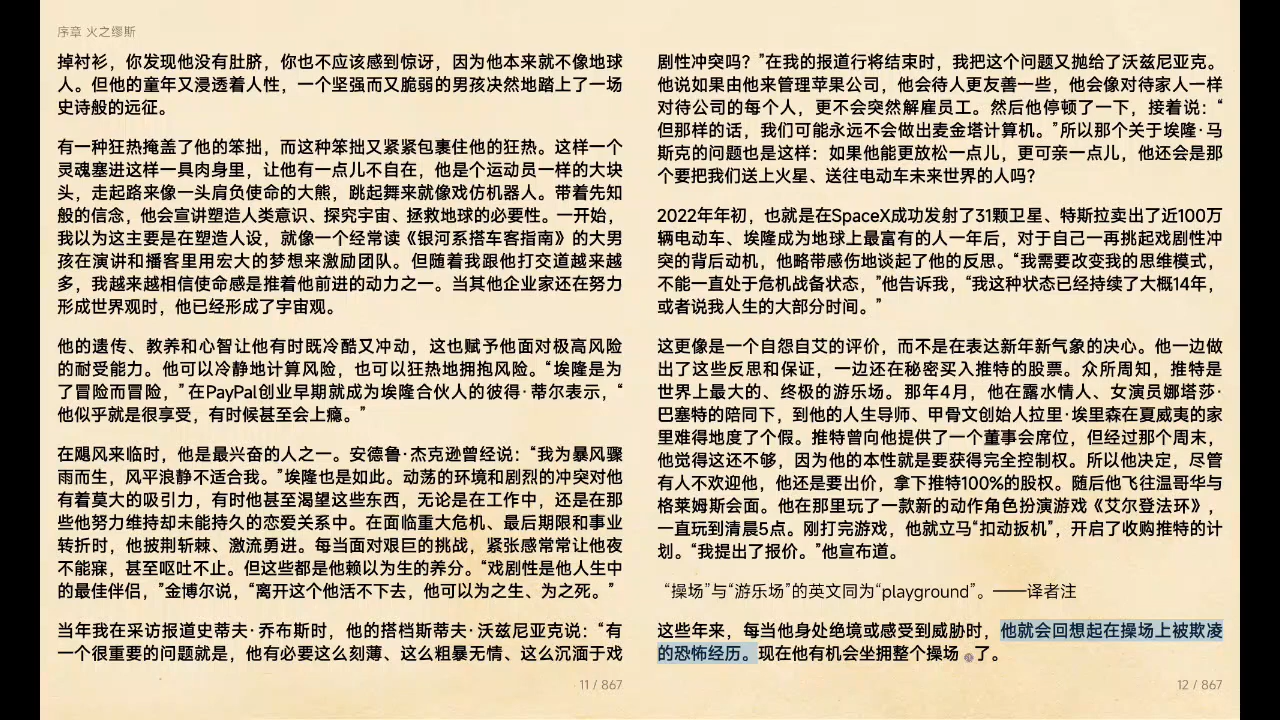 序章 火之缪斯
掉衬衫，你发现他没有肚脐，你也不应该感到惊讶，因为他本来就不像地球
人。但他的童年又浸透着人性，一个坚强而又脆弱的男孩决然地踏上了一场
史诗般的远征。
有一种狂热掩盖了他的笨拙，而这种笨拙又紧紧包裹住他的狂热。这样一个
灵魂塞进这样一具肉身里，让他有一点儿不自在，他是个运动员一样的大块
头，走起路来像一头肩负使命的大熊，跳起舞来就像戏仿机器人。带着先知
般的信念，他会宣讲塑造人类意识、探究宇宙、拯救地球的必要性。一开始，
我以为这主要是在塑造人设，就像一个经常读《银河系搭车客指南》的大男
孩在演讲和播客里用宏大的梦想来激励团队。但随着我跟他打交道越来越
多，我越来越相信使命感是推着他前进的动力之一。当其他企业家还在努力
形成世界观时，他已经形成了宇宙观。
他的遗传、教养和心智让他有时既冷酷又冲动，这也赋予他面对极高风险
的耐受能力。他可以冷静地计算风险，也可以狂热地拥抱风险。“埃隆是为
了冒险而冒险，”在PayPal创业早期就成为埃隆合伙人的彼得·蒂尔表示，“
他似乎就是很享受，有时候甚至会上瘾。”
在飓风来临时，他是最兴奋的人之一。安德鲁·杰克逊曾经说：“我为暴风骤
雨而生，风平浪静不适合我。”埃隆也是如此。动荡的环境和剧烈的冲突对他
有着莫大的吸引力，有时他甚至渴望这些东西，无论是在工作中，还是在那
些他努力维持却未能持久的恋爱关系中。在面临重大危机、最后期限和事业
转折时，他披荆斩棘、激流勇进。每当面对艰巨的挑战，紧张感常常让他夜
不能寐，甚至呕吐不止。但这些都是他赖以为生的养分。“戏剧性是他人生中
的最佳伴侣，”金博尔说，“离开这个他活不下去，他可以为之生、为之死。”
当年我在采访报道史蒂夫·乔布斯时，他的搭档斯蒂夫·沃兹尼亚克说：“有
一个很重要的问题就是，他有必要这么刻薄、这么粗暴无情、这么沉湎于戏
11 / 867
剧性冲突吗？”在我的报道行将结束时，我把这个问题又抛给了沃兹尼亚克。
他说如果由他来管理苹果公司，他会待人更友善一些，他会像对待家人一样
对待公司的每个人，更不会突然解雇员工。然后他停顿了一下，接着说：“
但那样的话，我们可能永远不会做出麦金塔计算机。”所以那个关于埃隆·马
斯克的问题也是这样：如果他能更放松一点儿，更可亲一点儿，他还会是那
个要把我们送上火星、送往电动车未来世界的人吗？
2022年年初，也就是在SpaceX成功发射了31颗卫星、特斯拉卖出了近100万
辆电动车、埃隆成为地球上最富有的人一年后，对于自己一再挑起戏剧性冲
突的背后动机，他略带感伤地谈起了他的反思。“我需要改变我的思维模式，
不能一直处于危机战备状态，”他告诉我，“我这种状态已经持续了大概14年，
或者说我人生的大部分时间。”
这更像是一个自怨自艾的评价，而不是在表达新年新气象的决心。他一边做
出了这些反思和保证，一边还在秘密买入推特的股票。众所周知，推特是
世界上最大的、终极的游乐场。那年4月，他在露水情人、女演员娜塔莎·
巴塞特的陪同下，到他的人生导师、甲骨文创始人拉里·埃里森在夏威夷的家
里难得地度了个假。推特曾向他提供了一个董事会席位，但经过那个周末，
他觉得这还不够，因为他的本性就是要获得完全控制权。所以他决定，尽管
有人不欢迎他，他还是要出价，拿下推特100%的股权。随后他飞往温哥华与
格莱姆斯会面。他在那里玩了一款新的动作角色扮演游戏《艾尔登法环》，
一直玩到清晨5点。刚打完游戏，他就立马“扣动扳机”，开启了收购推特的计
划。“我提出了报价。”他宣布道。
“操场”与“游乐场”的英文同为“playground”。——译者注
这些年来，每当他身处绝境或感受到威胁时，他就会回想起在操场上被欺凌
的恐怖经历。现在他有机会坐拥整个操场 了。
12 / 867